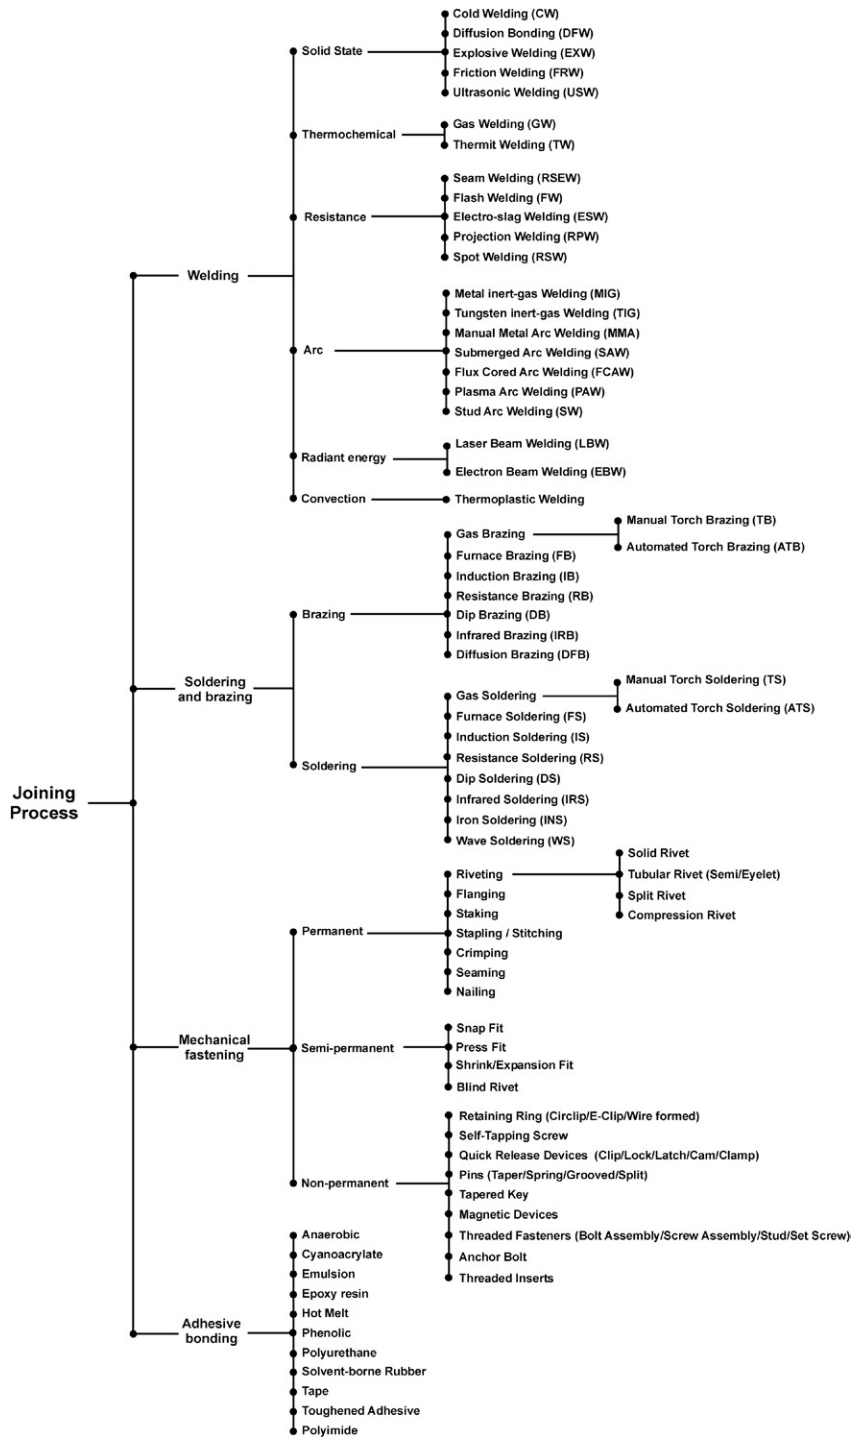 Joining
Process
Welding
Solid State
Cold Welding (CW)
Diffusion Bonding (DFW)
Explosive Welding (EXW)
Friction Welding (FRW)
Ultrasonic Welding (USW)
Thermochemical
Gas Welding (GW)
Thermit Welding (TW)
Resistance
Seam Welding (RSEW)
Flash Welding (FW)
Electro-slag Welding (ESW)
Projection Welding (RPW)
Spot Welding (RSW)
Arc
Metal inert-gas Welding (MIG)
Tungsten inert-gas Welding (TIG)
Manual Metal Arc Welding (MMA)
Submerged Arc Welding (SAW)
Flux Cored Arc Welding (FCAW)
Plasma Arc Welding (PAW)
Stud Arc Welding (SW)
Radiant energy
Laser Beam Welding (LBW)
Electron Beam Welding (EBW)
Convection
Thermoplastic Welding
Soldering
and brazing
Brazing
Gas Brazing
Manual Torch Brazing (TB)
Automated Torch Brazing (ATB)
Furnace Brazing (FB)
Induction Brazing (IB)
Resistance Brazing (RB)
Dip Brazing (DB)
Infrared Brazing (IRB)
Diffusion Brazing (DFB)
Soldering
Gas Soldering
Manual Torch Soldering (TS)
Automated Torch Soldering (ATS)
Furnace Soldering (FS)
Induction Soldering (IS)
Resistance Soldering (RS)
Dip Soldering (DS)
Infrared Soldering (IRS)
Iron Soldering (INS)
Wave Soldering (WS)
Mechanical
fastening
Permanent
Riveting
Solid Rivet
Tubular Rivet (Semi/Eyelet)
Split Rivet
Compression Rivet
Flanging
Staking
Stapling / Stitching
Crimping
Seaming
Nailing
Semi-permanent
Snap Fit
Press Fit
Shrink/Expansion Fit
Blind Rivet
Non-permanent
Retaining Ring (Circlip/E-Clip/Wire formed)
Self-Tapping Screw
Quick Release Devices (Clip/Lock/Latch/Cam/Clamp)
Pins (Taper/Spring/Grooved/Split)
Tapered Key
Magnetic Devices
Threaded Fasteners (Bolt Assembly/Screw Assembly/Stud/Set Screw)
Anchor Bolt
Threaded Inserts
Adhesive
bonding
Anaerobic
Cyanoacrylate
Emulsion
Epoxy resin
Hot Melt
Phenolic
Polyurethane
Solvent-borne Rubber
Tape
Toughened Adhesive
Polyimide